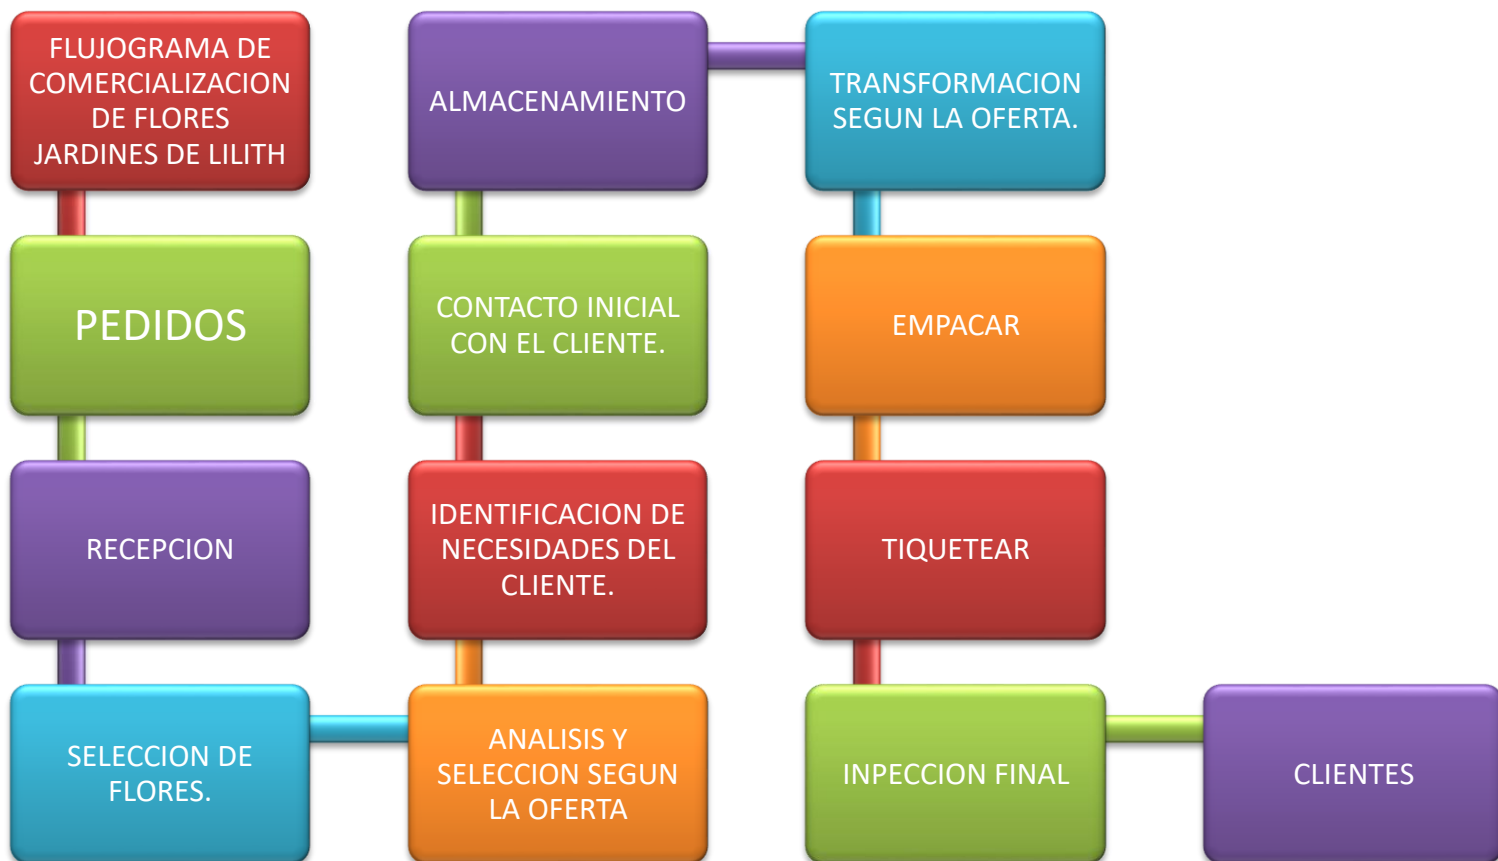 FLUJOGRAMA DE
COMERCIALIZACION
DE FLORES
JARDINES DE LILITH
PEDIDOS
RECEPCION
SELECCION DE
FLORES.
ANALISIS Y
SELECCION SEGUN
LA OFERTA
IDENTIFICACION DE
NECESIDADES DEL
CLIENTE.
CONTACTO INICIAL
CON EL CLIENTE.
ALMACENAMIENTO
TRANSFORMACION
SEGUN LA OFERTA.
EMPACAR
TIQUETEAR
INPECCION FINAL
CLIENTES